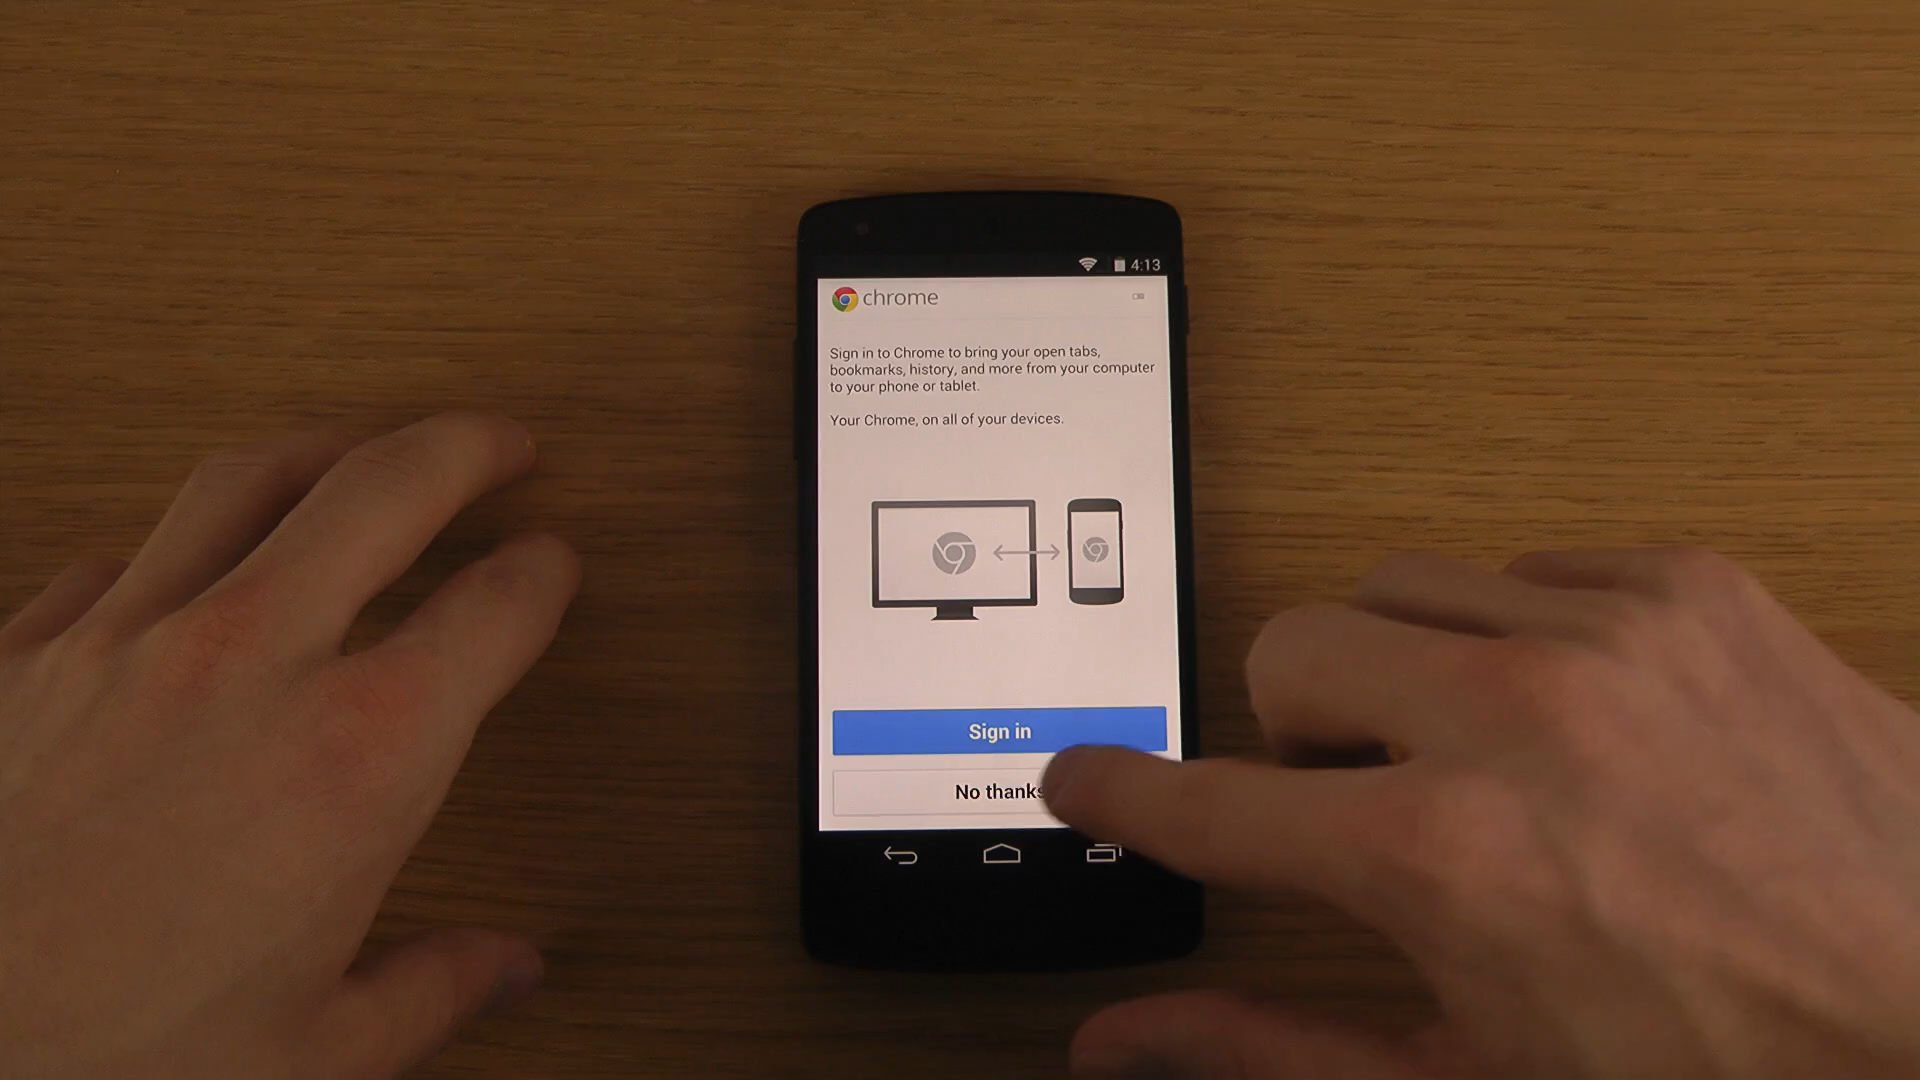 4:13
chrome
Sign in to Chrome to bring your open tabs,
bookmarks, history, and more from your computer
to your phone or tablet.
Your Chrome, on all of your devices.
Sign in
No thanks